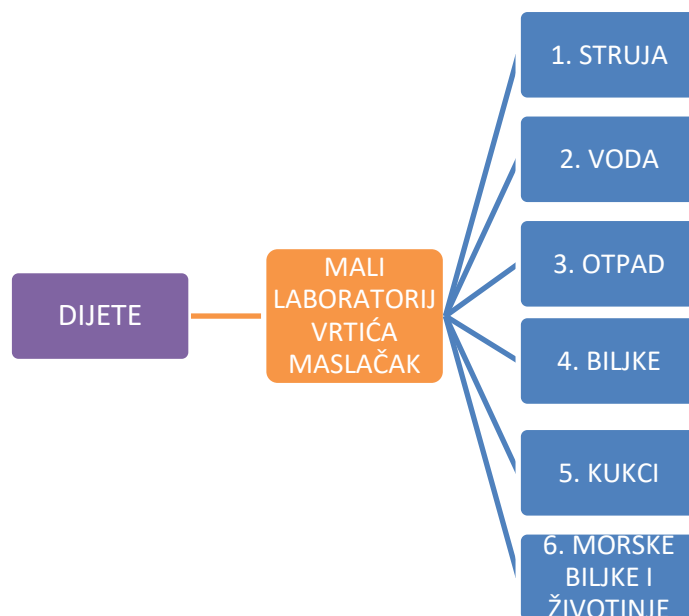 DIJETE
MALI
LABORATORIJ
VRTIĆA
MASLAČAK
1. STRUJA
2. VODA
3. OTPAD
4. BILJKE
5. KUKCI
6. MORSKE
BILJKE I
ŽIVOTINJE